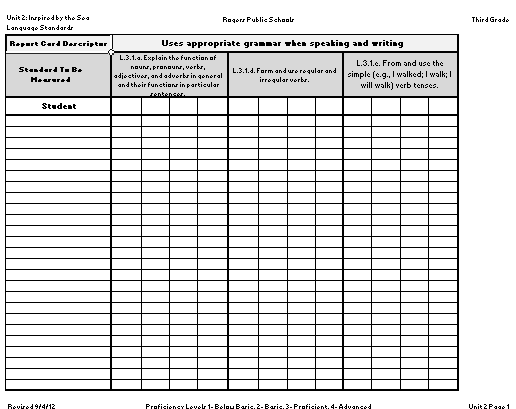 Unit 2: Inspired by the Sea
Rogers Public Schools
Third Grade
Language Standards
Report Card Descriptor
Uses appropriate grammar when speaking and writing
Standard To Be
Measured
L.3.1.a. Explain the function of
nouns, pronouns, verbs,
adjectives, and adverbs in general
and their functions in particular
sentences.
L.3.1.d. Form and use regular and
irregular verbs.
L.3.1.e. From and use the
simple (e.g., I walked; I walk; I
will walk) verb tenses.
Student
Revised 9/4/12
Proficiency Levels 1- Below Basic, 2- Basic, 3- Proficient, 4- Advanced
Unit 2 Page 1